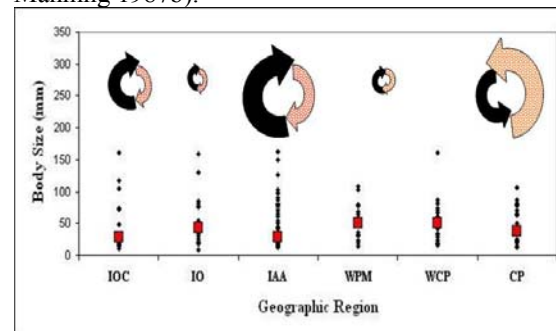 Manning 1987b).
350
300
250
200
150
100
50
0
Body Size (mm)
IOC IO IAA WPM WCP CP
Geographic Region